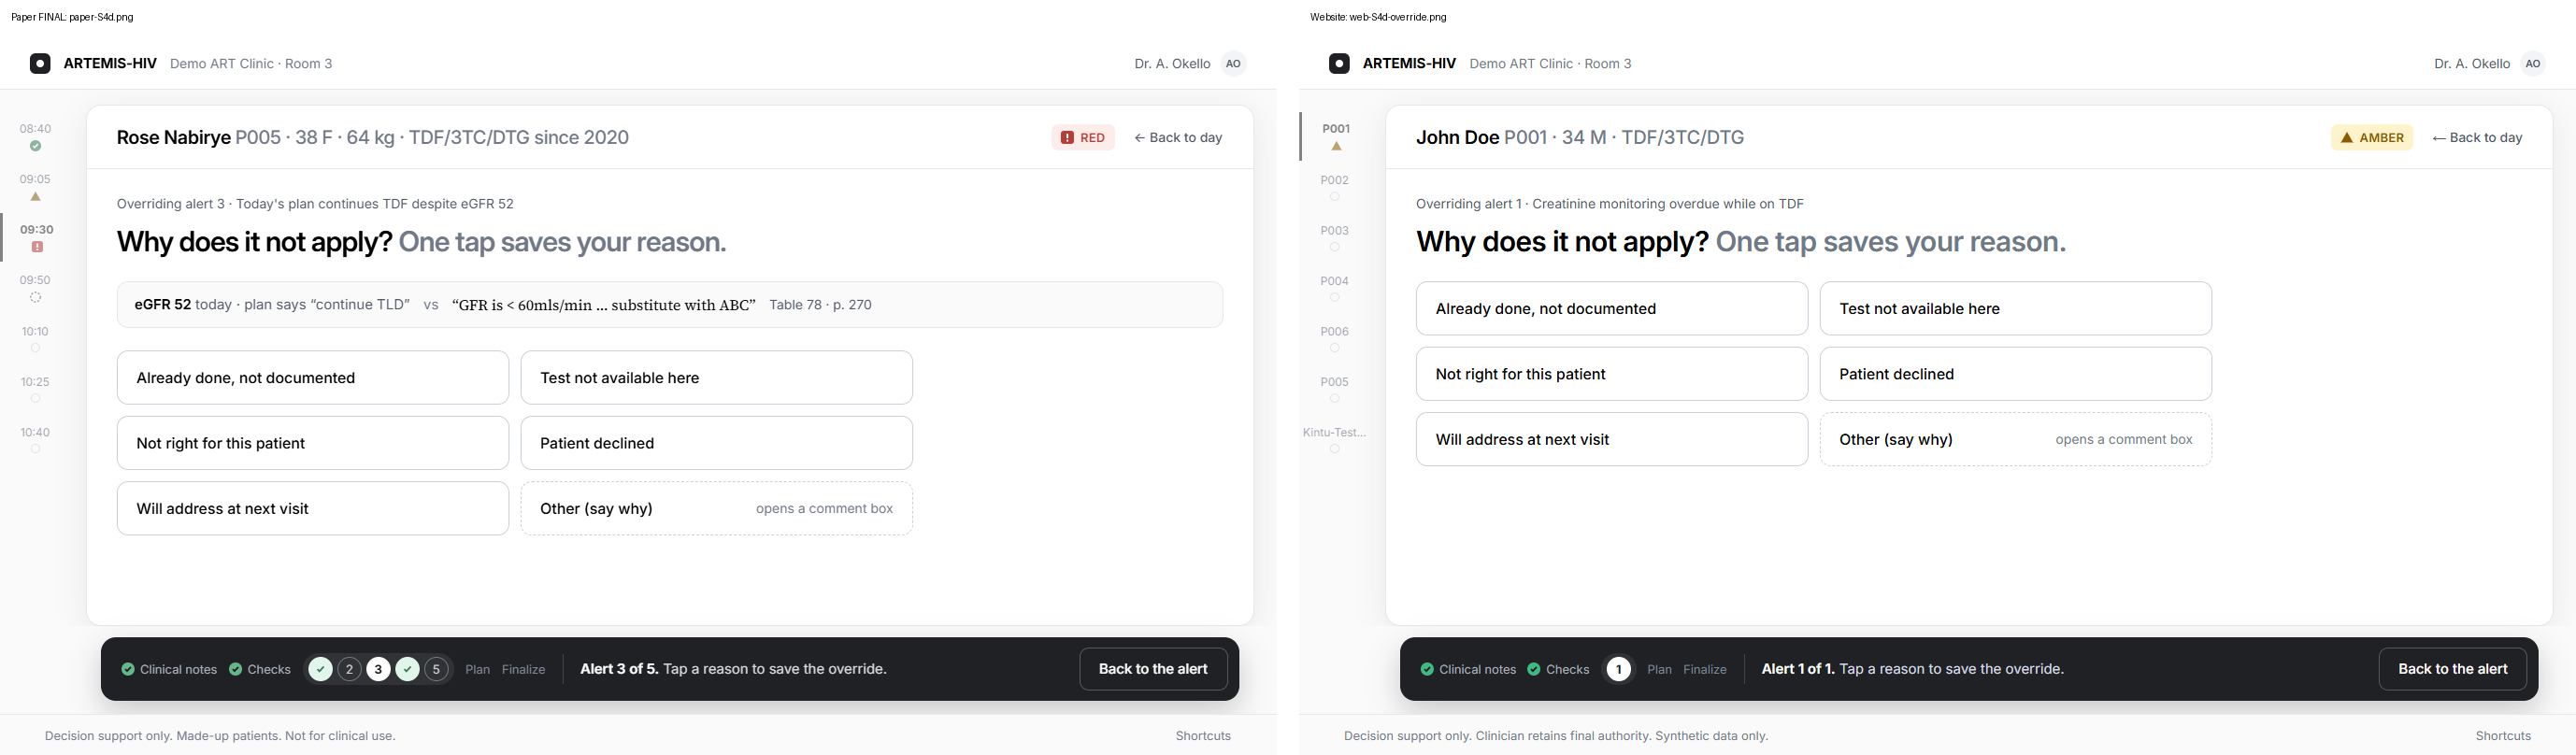 Paper FINAL: paper-S4d.png
ARTEMIS-HIV Demo ART Clinic · Room 3
Dr. A. Okello AO
08:40
09:05
09:30
09:50
10:10
10:25
10:40
Rose Nabirye P005 · 38 F · 64 kg · TDF/3TC/DTG since 2020
RED
← Back to day
Overriding alert 3 · Today's plan continues TDF despite eGFR 52
Why does it not apply? One tap saves your reason.
eGFR 52 today · plan says “continue TLD” vs “GFR is < 60mls/min ... substitute with ABC” Table 78 · p. 270
Already done, not documented
Test not available here
Not right for this patient
Patient declined
Will address at next visit
Other (say why) opens a comment box
Clinical notes Checks 2 3 5 Plan Finalize Alert 3 of 5. Tap a reason to save the override. Back to the alert
Decision support only. Made-up patients. Not for clinical use.
Shortcuts
Website: web-S4d-override.png
ARTEMIS-HIV Demo ART Clinic · Room 3
Dr. A. Okello AO
P001
P002
P003
P004
P006
P005
Kintu-Test...
John Doe P001 · 34 M · TDF/3TC/DTG
AMBER
← Back to day
Overriding alert 1 · Creatinine monitoring overdue while on TDF
Why does it not apply? One tap saves your reason.
Already done, not documented
Test not available here
Not right for this patient
Patient declined
Will address at next visit
Other (say why) opens a comment box
Clinical notes Checks 1 Plan Finalize Alert 1 of 1. Tap a reason to save the override. Back to the alert
Decision support only. Clinician retains final authority. Synthetic data only.
Shortcuts